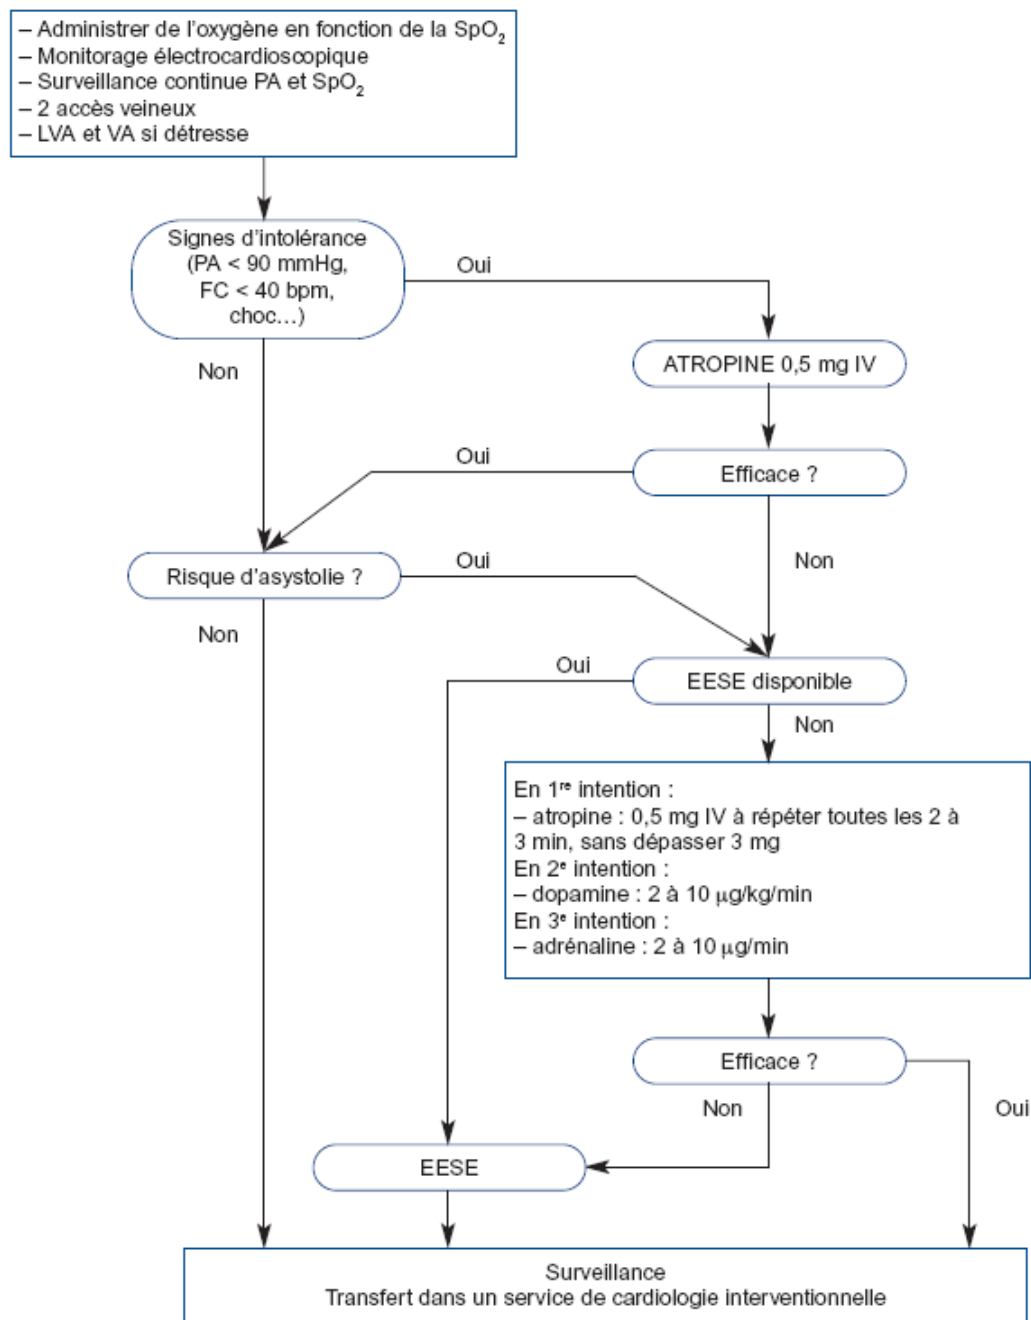 – Administrer de l'oxygène en fonction de la SpO₂
– Monitorage électrocardioscopique
– Surveillance continue PA et SpO₂
– 2 accès veineux
– LVA et VA si détresse
Signes d'intolérance
(PA < 90 mmHg,
FC < 40 bpm,
choc…)
Oui
Non
ATROPINE 0,5 mg IV
Oui
Efficace ?
Non
Risque d'asystolie ?
Oui
Non
Oui
EESE disponible
Non
En 1ʳᵉ intention :
– atropine : 0,5 mg IV à répéter toutes les 2 à
3 min, sans dépasser 3 mg
En 2ᵉ intention :
– dopamine : 2 à 10 μg/kg/min
En 3ᵉ intention :
– adrénaline : 2 à 10 μg/min
Efficace ?
Non
Oui
EESE
Surveillance
Transfert dans un service de cardiologie interventionnelle